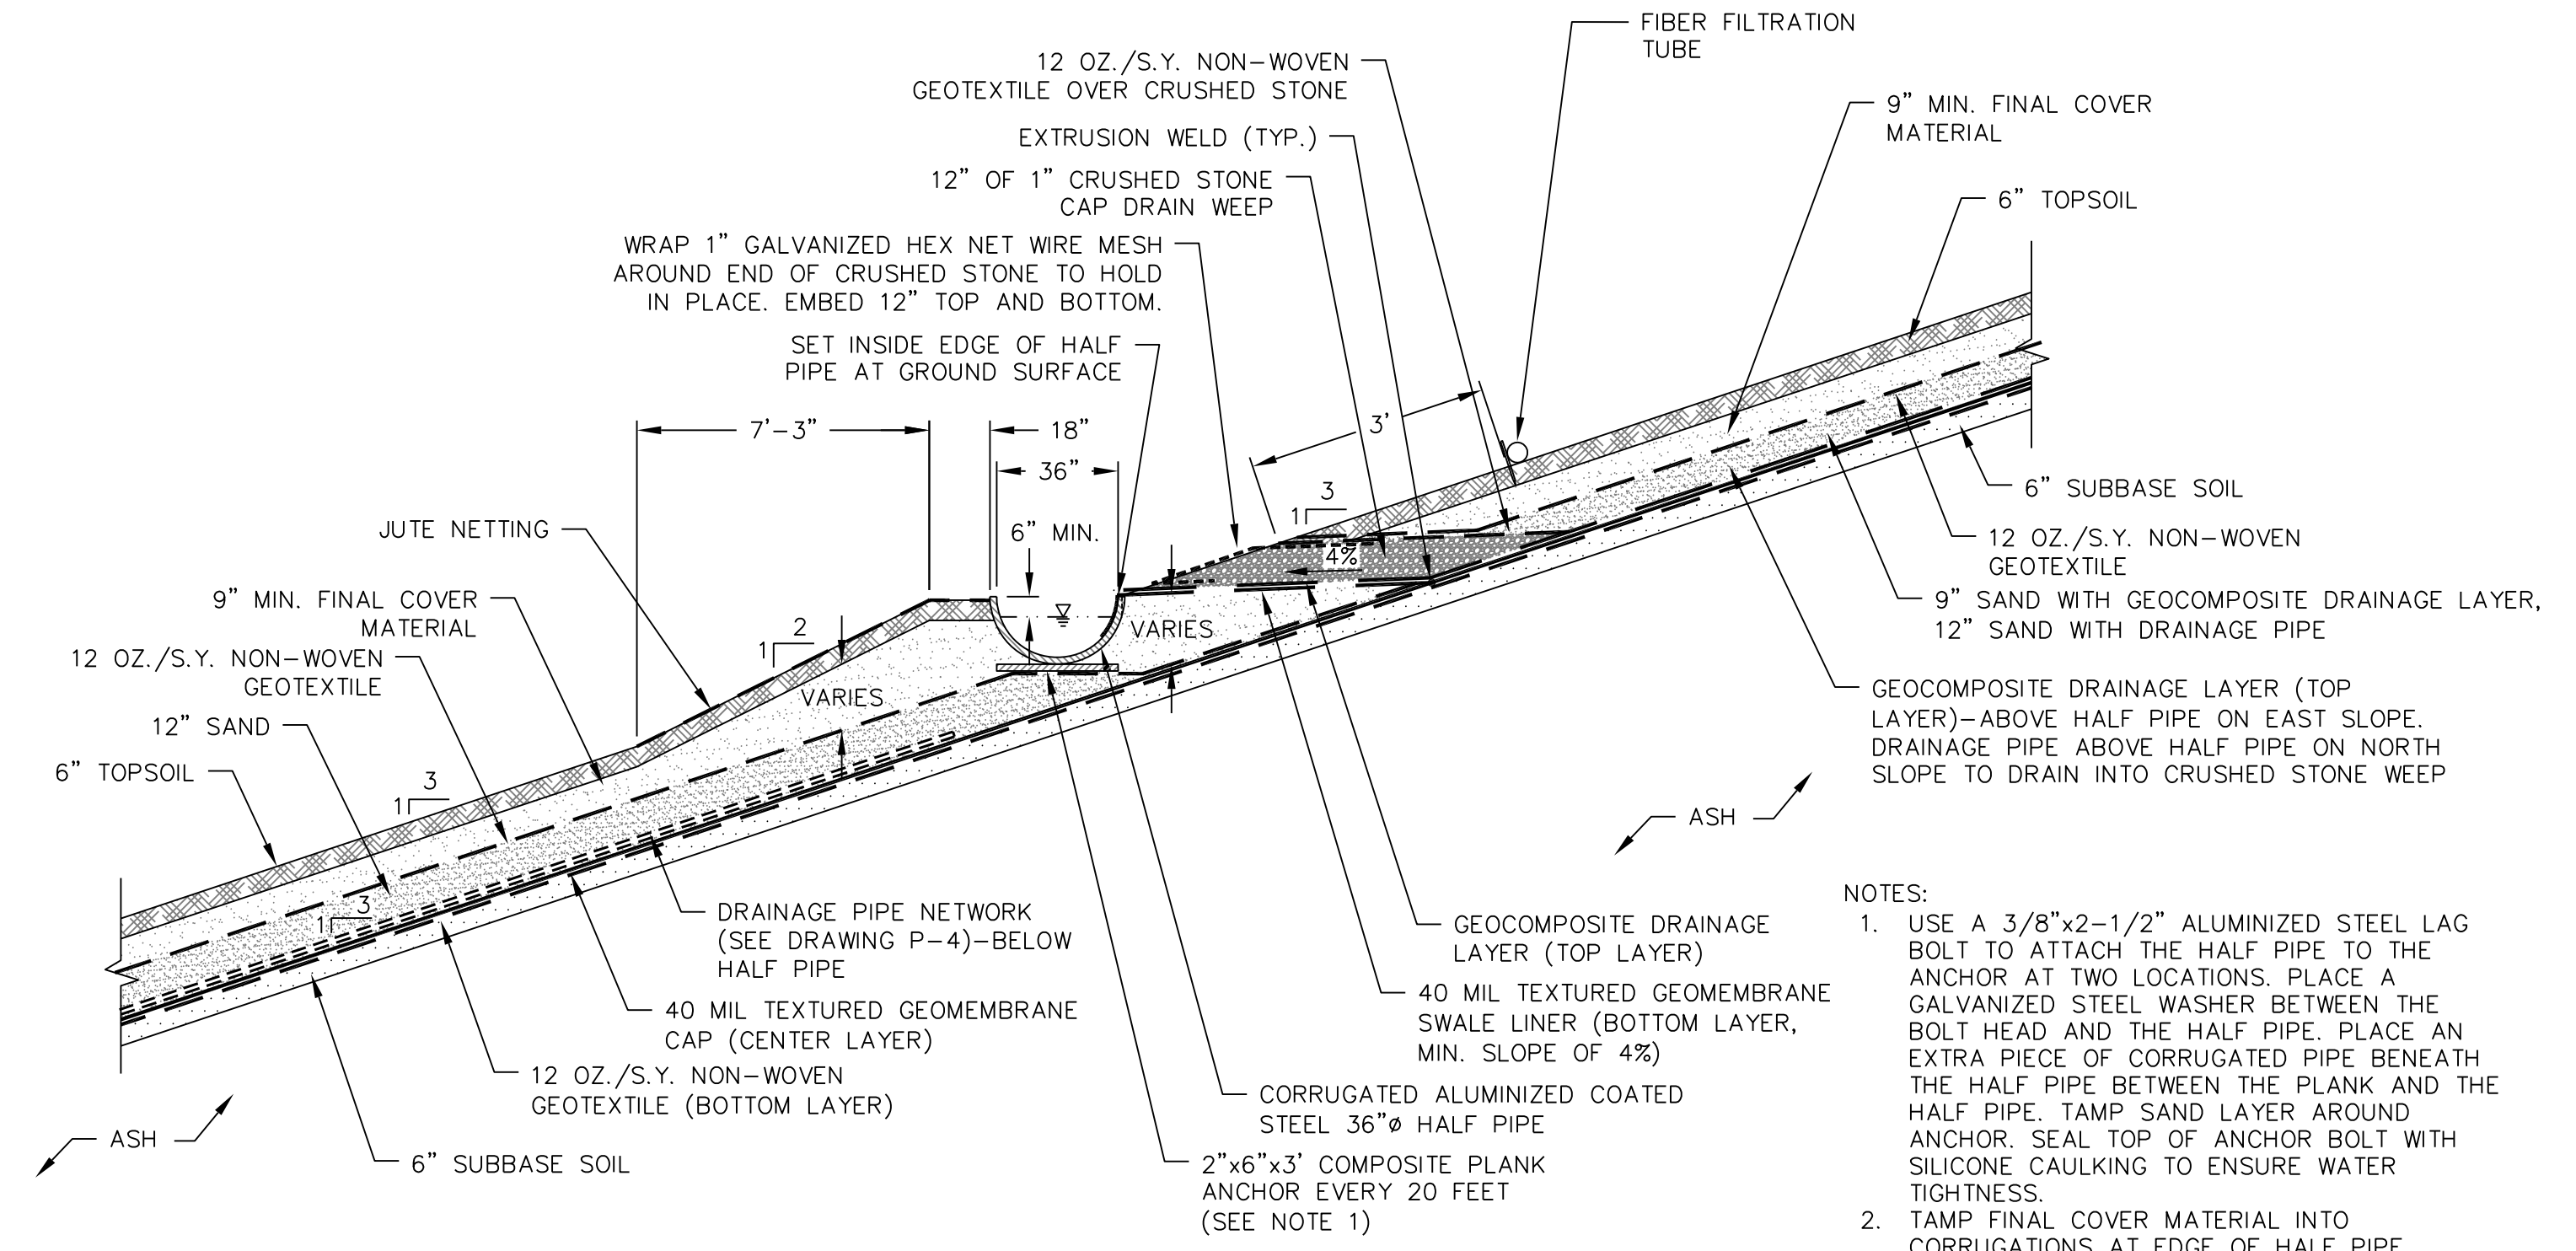 FIBER FILTRATION
TUBE
12 OZ./S.Y. NON-WOVEN
GEOTEXTILE OVER CRUSHED STONE
9" MIN. FINAL COVER
MATERIAL
EXTRUSION WELD (TYP.)
12" OF 1" CRUSHED STONE
CAP DRAIN WEEP
6" TOPSOIL
WRAP 1" GALVANIZED HEX NET WIRE MESH
AROUND END OF CRUSHED STONE TO HOLD
IN PLACE. EMBED 12" TOP AND BOTTOM.
SET INSIDE EDGE OF HALF
PIPE AT GROUND SURFACE
7'-3"
18"
3'
36"
3
1
6" MIN.
4%
JUTE NETTING
6" SUBBASE SOIL
12 OZ./S.Y. NON-WOVEN
GEOTEXTILE
9" SAND WITH GEOCOMPOSITE DRAINAGE LAYER,
12" SAND WITH DRAINAGE PIPE
9" MIN. FINAL COVER
MATERIAL
2
1
VARIES
VARIES
12 OZ./S.Y. NON-WOVEN
GEOTEXTILE
12" SAND
6" TOPSOIL
3
1
3
1
GEOCOMPOSITE DRAINAGE LAYER (TOP
LAYER)-ABOVE HALF PIPE ON EAST SLOPE.
DRAINAGE PIPE ABOVE HALF PIPE ON NORTH
SLOPE TO DRAIN INTO CRUSHED STONE WEEP
ASH
DRAINAGE PIPE NETWORK
(SEE DRAWING P-4)-BELOW
HALF PIPE
40 MIL TEXTURED GEOMEMBRANE
CAP (CENTER LAYER)
12 OZ./S.Y. NON-WOVEN
GEOTEXTILE (BOTTOM LAYER)
ASH
6" SUBBASE SOIL
GEOCOMPOSITE DRAINAGE
LAYER (TOP LAYER)
40 MIL TEXTURED GEOMEMBRANE
SWALE LINER (BOTTOM LAYER,
MIN. SLOPE OF 4%)
CORRUGATED ALUMINIZED COATED
STEEL 36"ø HALF PIPE
2"x6"x3' COMPOSITE PLANK
ANCHOR EVERY 20 FEET
(SEE NOTE 1)
NOTES:
1. USE A 3/8"x2-1/2" ALUMINIZED STEEL LAG
BOLT TO ATTACH THE HALF PIPE TO THE
ANCHOR AT TWO LOCATIONS. PLACE A
GALVANIZED STEEL WASHER BETWEEN THE
BOLT HEAD AND THE HALF PIPE. PLACE AN
EXTRA PIECE OF CORRUGATED PIPE BENEATH
THE HALF PIPE BETWEEN THE PLANK AND THE
HALF PIPE. TAMP SAND LAYER AROUND
ANCHOR. SEAL TOP OF ANCHOR BOLT WITH
SILICONE CAULKING TO ENSURE WATER
TIGHTNESS.
2. TAMP FINAL COVER MATERIAL INTO
CORRUGATIONS AT EDGE OF HALF PIPE